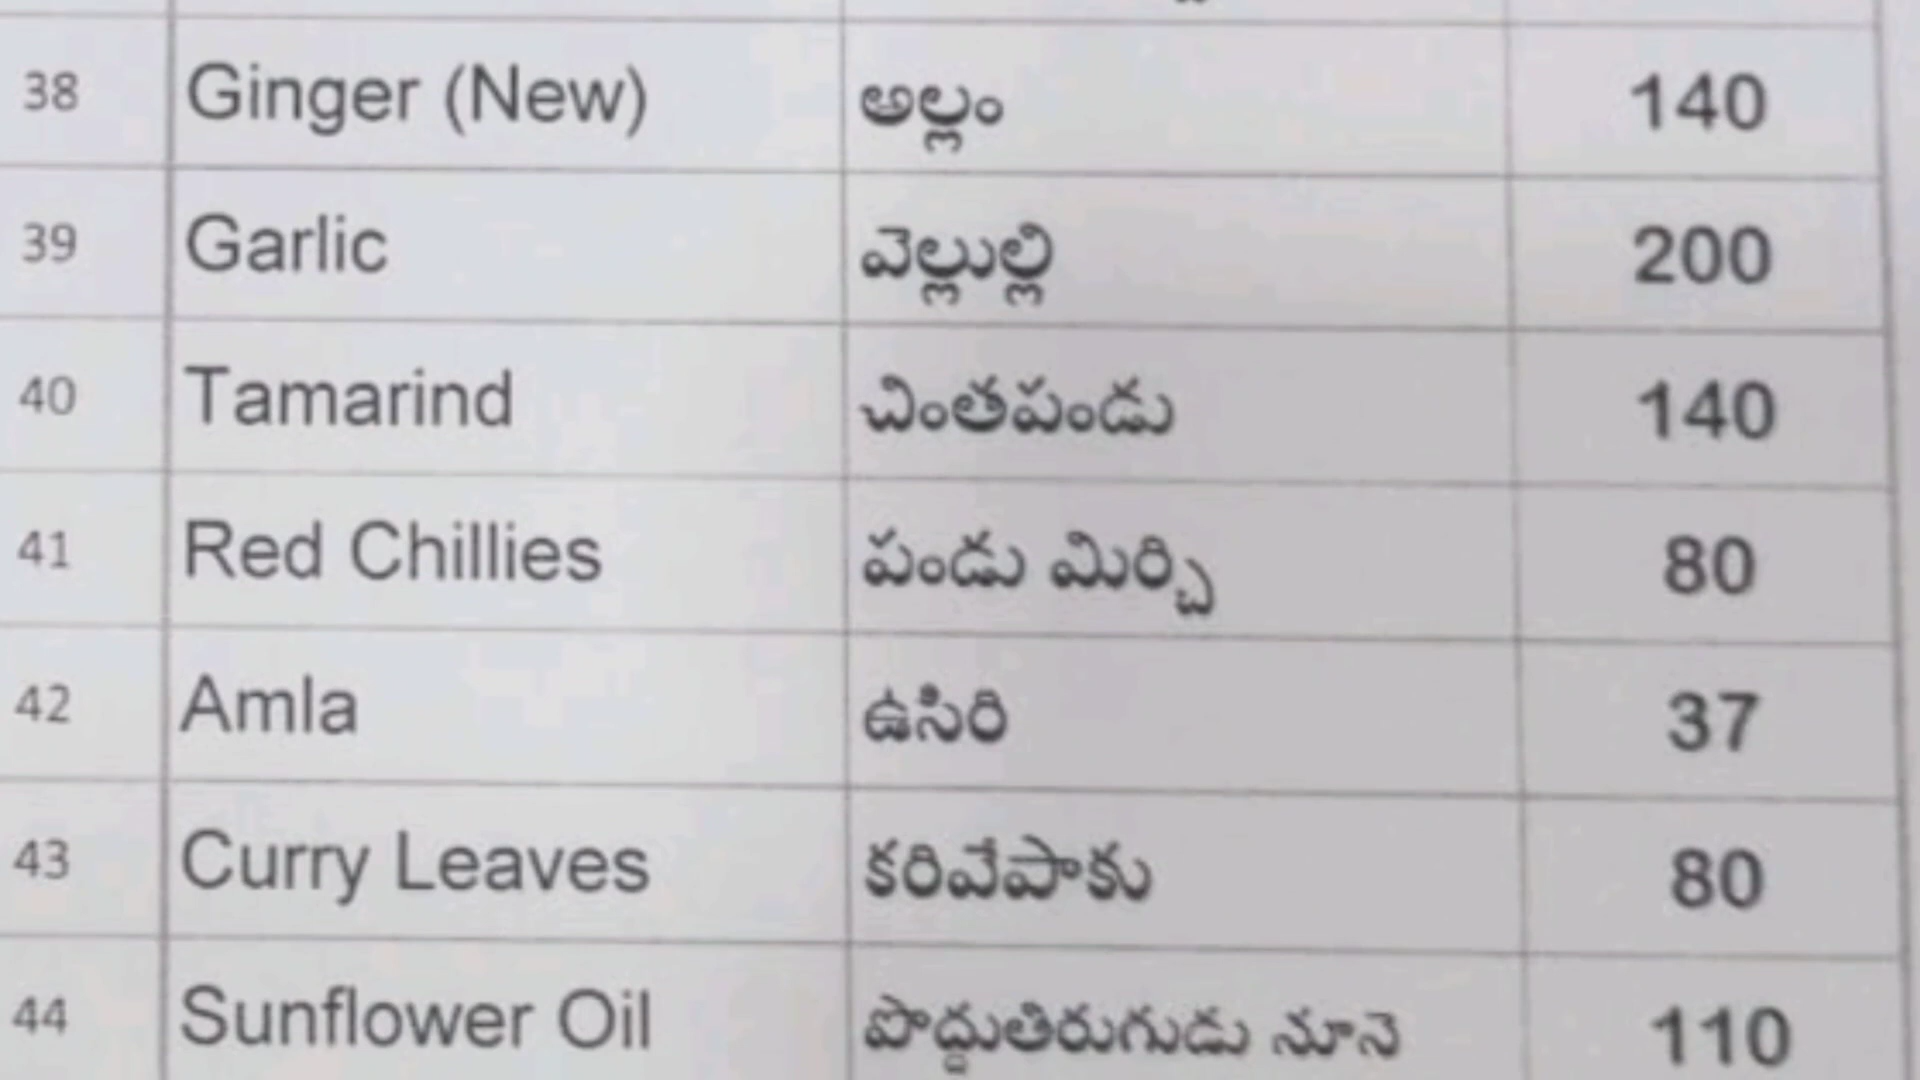 38 Ginger (New) అల్లం 140
39 Garlic వెల్లుల్లి 200
40 Tamarind చింతపండు 140
41 Red Chillies పండు మిర్చి 80
42 Amla ఉసిరి 37
43 Curry Leaves కరివేపాకు 80
44 Sunflower Oil పొద్దుతిరుగుడు నూనె 110